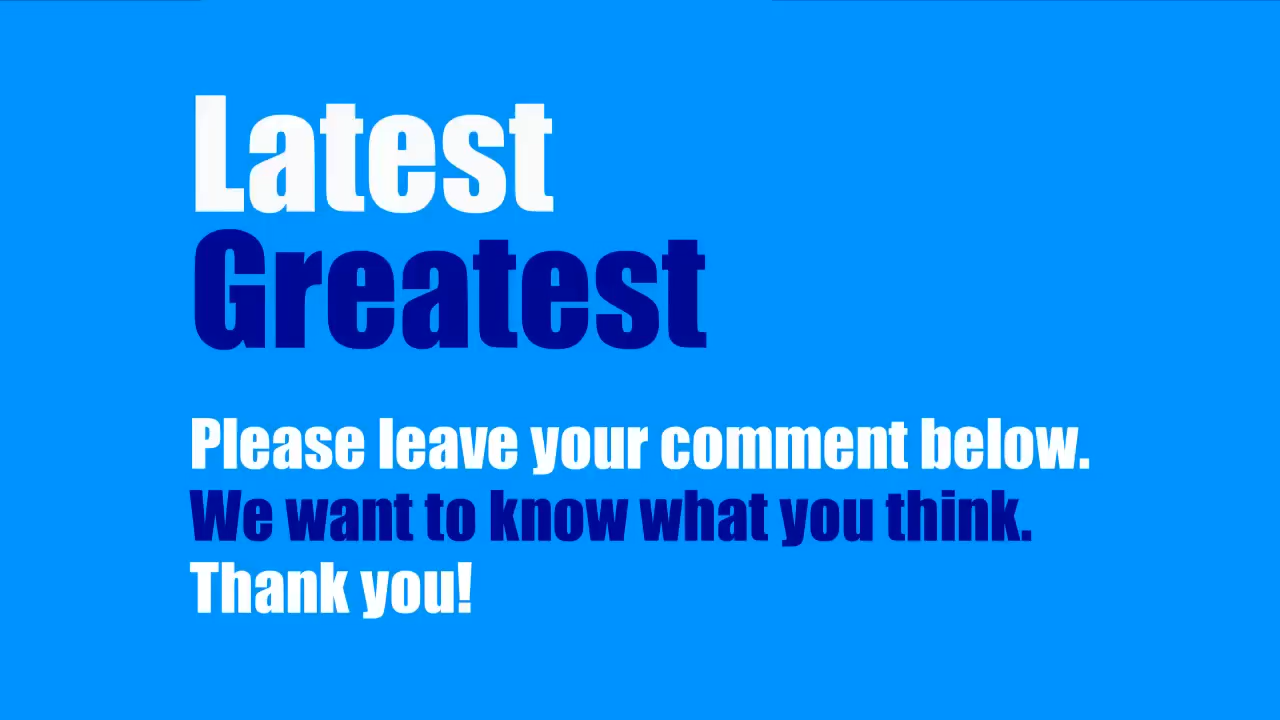 Latest
Greatest
Please leave your comment below.
We want to know what you think.
Thank you!